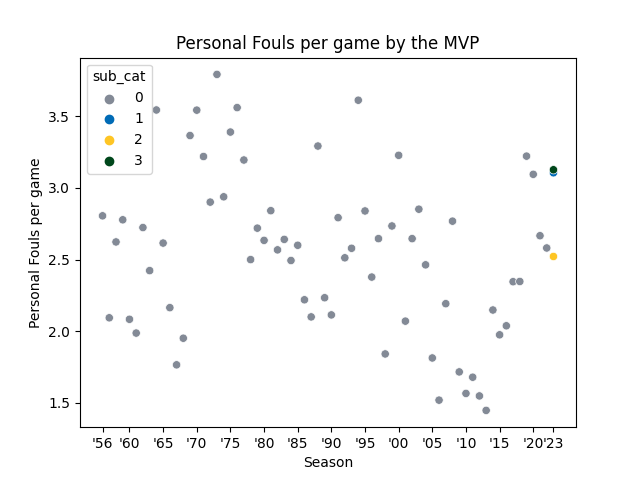 Personal Fouls per game by the MVP
sub_cat
0
1
2
3
3.5
3.0
2.5
2.0
1.5
Personal Fouls per game
'56 '60 '65 '70 '75 '80 '85 '90 '95 '00 '05 '10 '15 '20 '23
Season